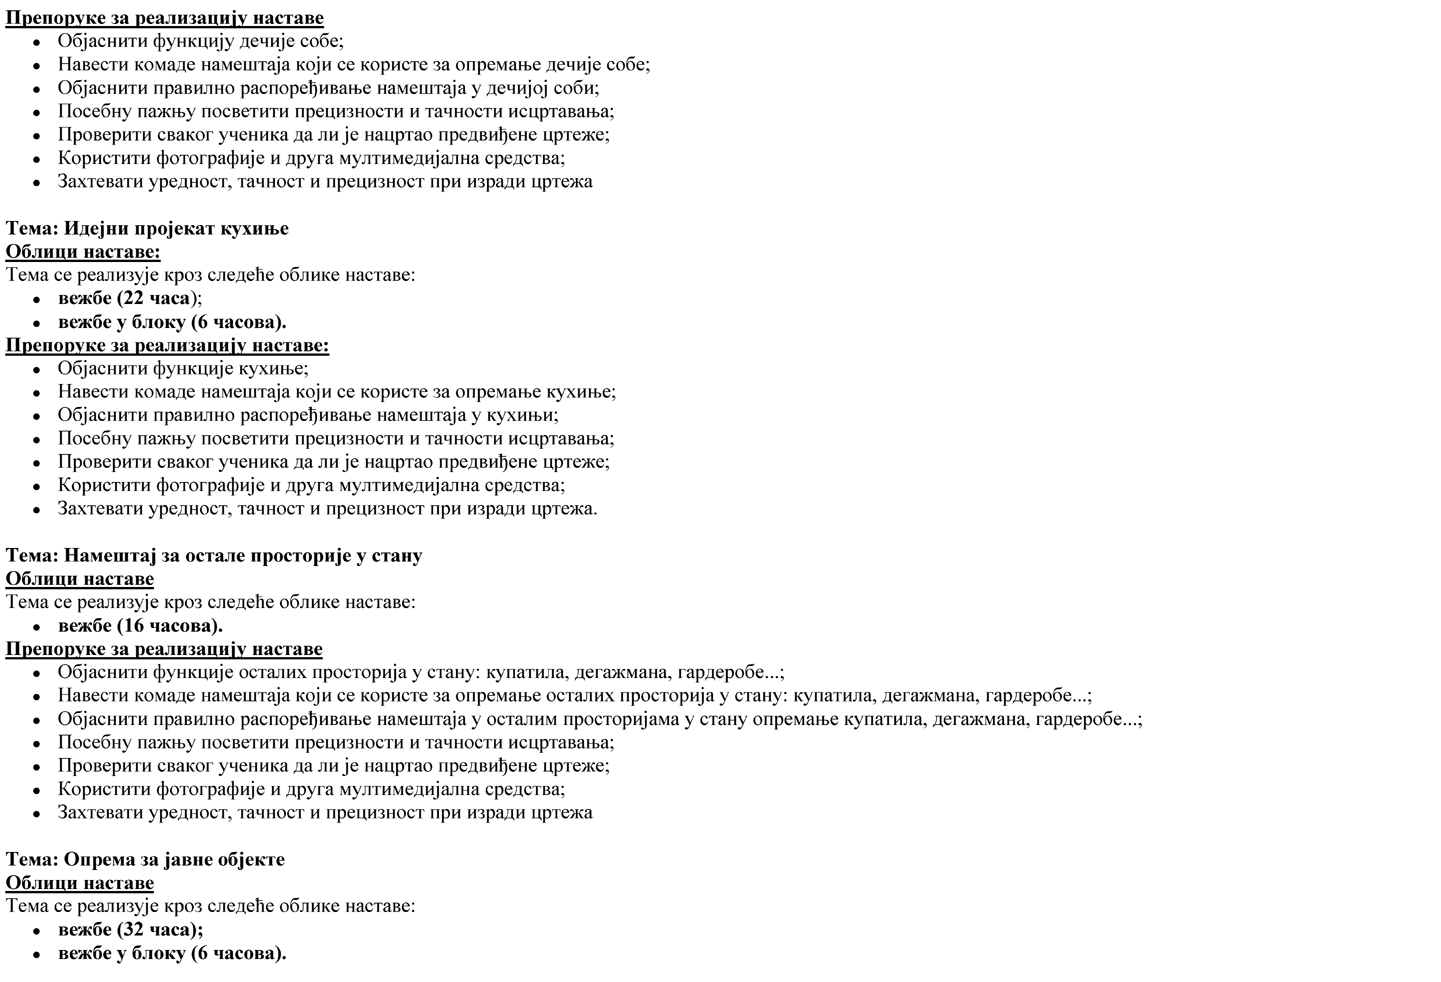 Препоруке за реализацију наставе
• Објаснити функцију дечије собе;
• Навести комаде намештаја који се користе за опремање дечије собе;
• Објаснити правилно распоређивање намештаја у дечијој соби;
• Посебну пажњу посветити прецизности и тачности исцртавања;
• Проверити сваког ученика да ли је нацртао предвиђене цртеже;
• Користити фотографије и друга мултимедијална средства;
• Захтевати уредност, тачност и прецизност при изради цртежа
Тема: Идејни пројекат кухиње
Облици наставе:
Тема се реализује кроз следеће облике наставе:
• вежбе (22 часа);
• вежбе у блоку (6 часова).
Препоруке за реализацију наставе:
• Објаснити функције кухиње;
• Навести комаде намештаја који се користе за опремање кухиње;
• Објаснити правилно распоређивање намештаја у кухињи;
• Посебну пажњу посветити прецизности и тачности исцртавања;
• Проверити сваког ученика да ли је нацртао предвиђене цртеже;
• Користити фотографије и друга мултимедијална средства;
• Захтевати уредност, тачност и прецизност при изради цртежа.
Тема: Намештај за остале просторије у стану
Облици наставе
Тема се реализује кроз следеће облике наставе:
• вежбе (16 часова).
Препоруке за реализацију наставе
• Објаснити функције осталих просторија у стану: купатила, дегажмана, гардеробе...;
• Навести комаде намештаја који се користе за опремање осталих просторија у стану: купатила, дегажмана, гардеробе...;
• Објаснити правилно распоређивање намештаја у осталим просторијама у стану опремање купатила, дегажмана, гардеробе...;
• Посебну пажњу посветити прецизности и тачности исцртавања;
• Проверити сваког ученика да ли је нацртао предвиђене цртеже;
• Користити фотографије и друга мултимедијална средства;
• Захтевати уредност, тачност и прецизност при изради цртежа
Тема: Опрема за јавне објекте
Облици наставе
Тема се реализује кроз следеће облике наставе:
• вежбе (32 часа);
• вежбе у блоку (6 часова).